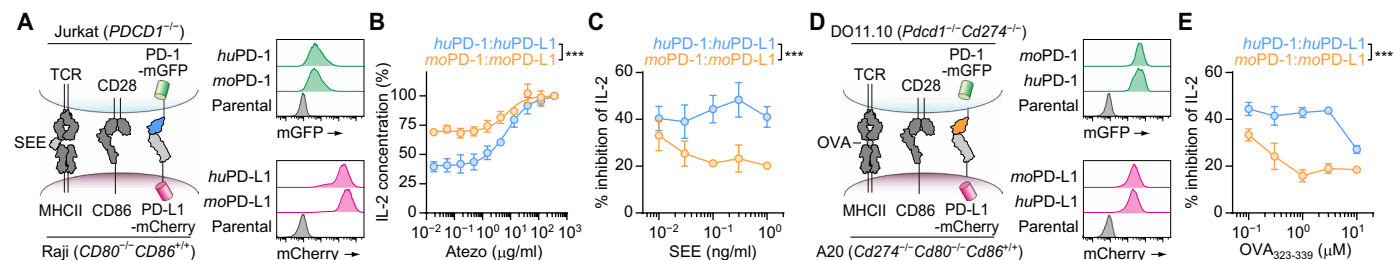 A
Jurkat (PDCD1⁻/⁻)
PD-1
-mGFP
TCR
CD28
SEE
MHCII
CD86
PD-L1
-mCherry
Raji (CD80⁻/⁻CD86⁺/⁺)
huPD-1
moPD-1
Parental
mGFP →
huPD-L1
moPD-L1
Parental
mCherry →
B
huPD-1:huPD-L1
moPD-1:moPD-L1
***
IL-2 concentration (%)
100
75
50
25
0
10⁻² 10⁻¹ 10⁰ 10¹ 10² 10³
Atezo (μg/ml)
C
huPD-1:huPD-L1
moPD-1:moPD-L1
***
% inhibition of IL-2
60
40
20
0
10⁻² 10⁻¹ 10⁰
SEE (ng/ml)
D
DO11.10 (Pdcd1⁻/⁻Cd274⁻/⁻)
PD-1
-mGFP
TCR
CD28
OVA
MHCII
CD86
PD-L1
-mCherry
A20 (Cd274⁻/⁻Cd80⁻/⁻Cd86⁺/⁺)
moPD-1
huPD-1
Parental
mGFP →
moPD-L1
huPD-L1
Parental
mCherry →
E
huPD-1:huPD-L1
moPD-1:moPD-L1
***
% inhibition of IL-2
60
40
20
0
10⁻¹ 10⁰ 10¹
OVA₃₂₃₋₃₃₉ (μM)